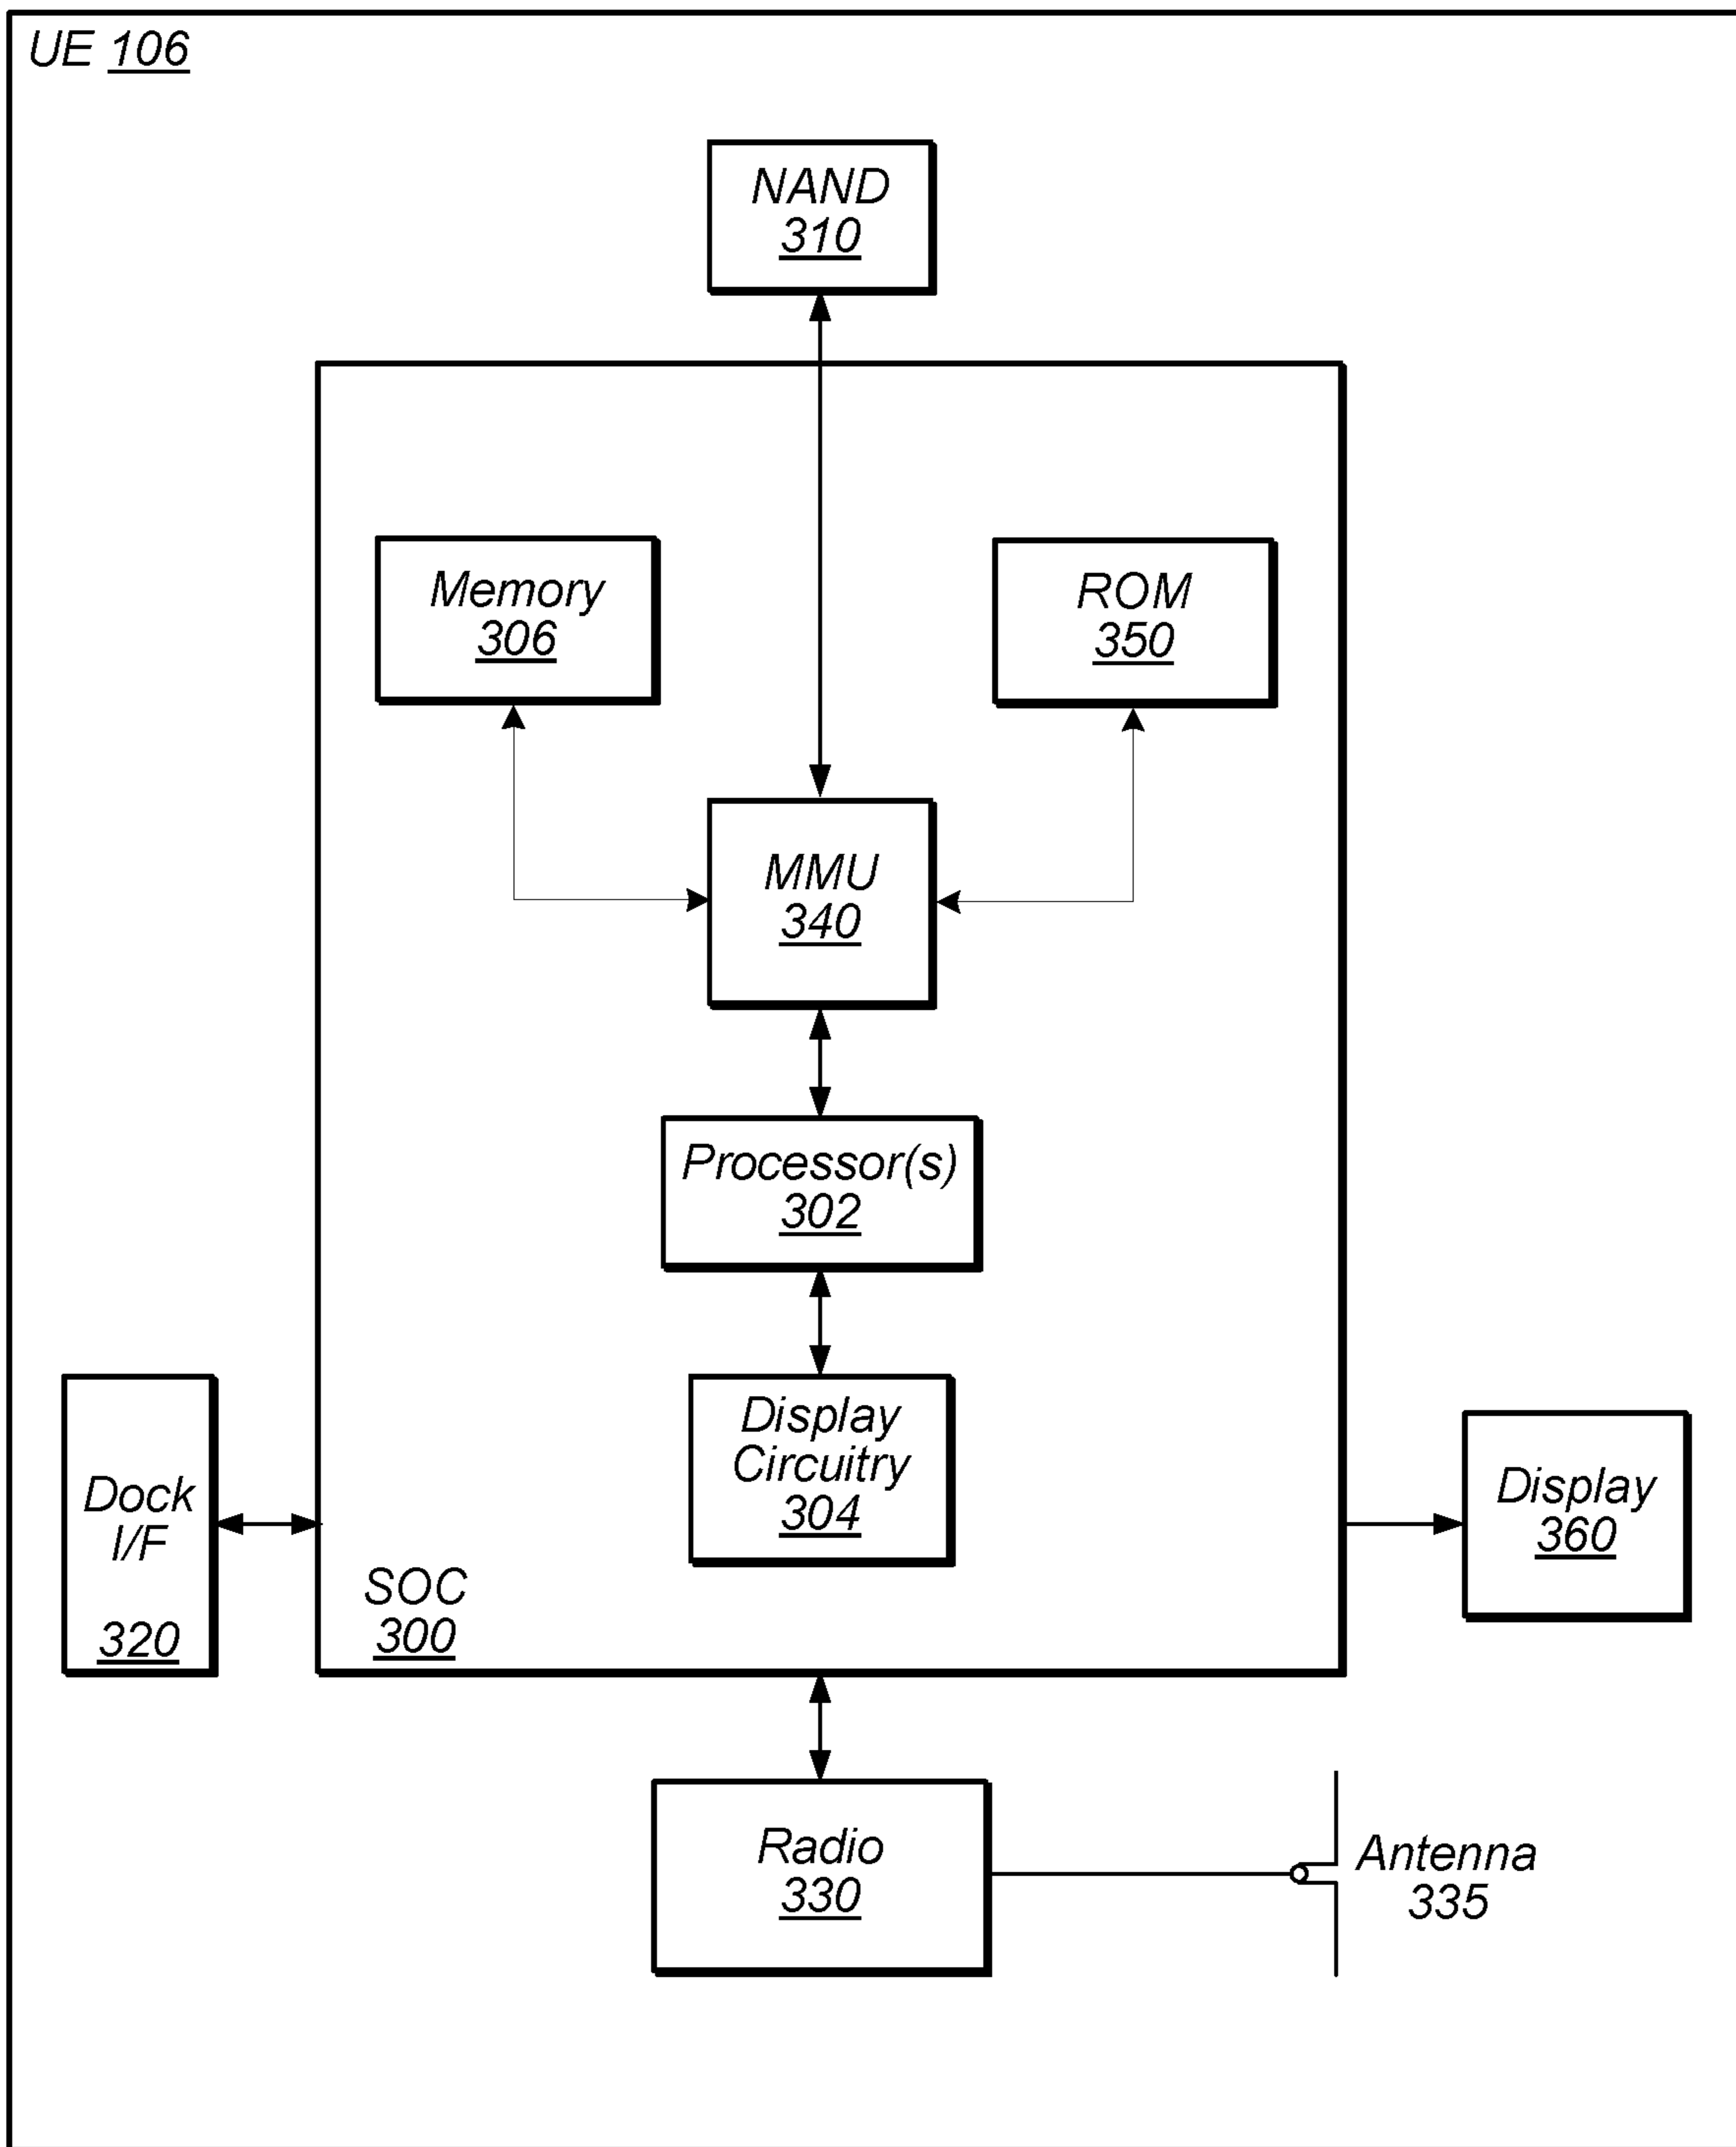 UE 106
NAND
310
Memory
306
ROM
350
MMU
340
Processor(s)
302
Display
Circuitry
304
Dock
I/F
320
SOC
300
Display
360
Radio
330
Antenna
335